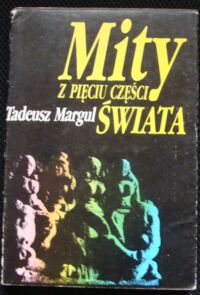 Mity
Z PIĘCIU CZĘŚCI
Tadeusz Margul ŚWIATA